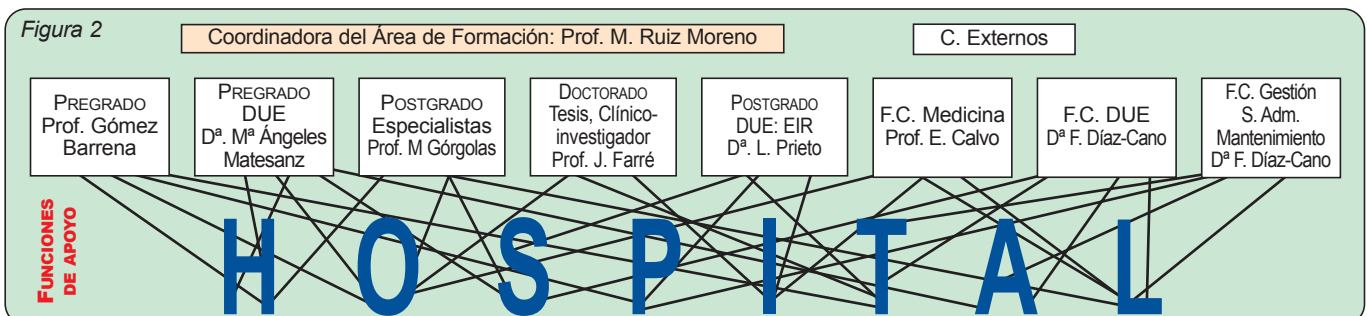 Figura 2
Coordinadora del Área de Formación: Prof. M. Ruiz Moreno
C. Externos
PREGRADO
Prof. Gómez
Barrena
PREGRADO
DUE
Dª. Mª Ángeles
Matesanz
POSTGRADO
Especialistas
Prof. M Górgolas
DOCTORADO
Tesis, Clínico-
investigador
Prof. J. Farré
POSTGRADO
DUE: EIR
Dª. L. Prieto
F.C. Medicina
Prof. E. Calvo
F.C. DUE
Dª F. Díaz-Cano
F.C. Gestión
S. Adm.
Mantenimiento
Dª F. Díaz-Cano
FUNCIONES
DE APOYO
HOSPITAL